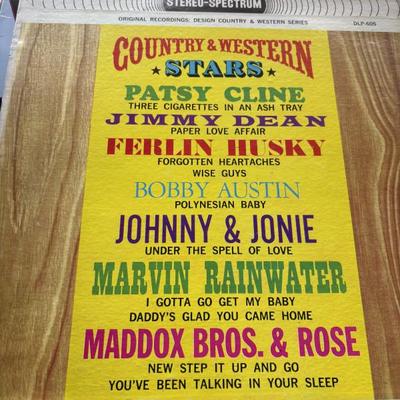 STEREO-SPECTRUM
ORIGINAL RECORDINGS: DESIGN COUNTRY & WESTERN SERIES DLP-605
COUNTRY & WESTERN
★ STARS ★
PATSY CLINE
THREE CIGARETTES IN AN ASH TRAY
JIMMY DEAN
PAPER LOVE AFFAIR
FERLIN HUSKY
FORGOTTEN HEARTACHES
WISE GUYS
BOBBY AUSTIN
POLYNESIAN BABY
JOHNNY & JONIE
UNDER THE SPELL OF LOVE
MARVIN RAINWATER
I GOTTA GO GET MY BABY
DADDY'S GLAD YOU CAME HOME
MADDOX BROS. & ROSE
NEW STEP IT UP AND GO
YOU'VE BEEN TALKING IN YOUR SLEEP